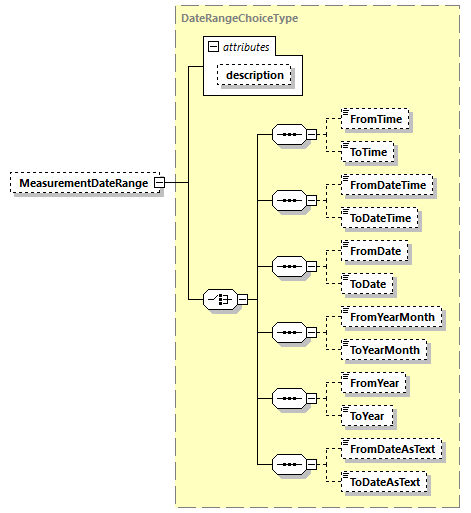 DateRangeChoiceType
attributes
description
FromTime
ToTime
MeasurementDateRange
FromDateTime
ToDateTime
FromDate
ToDate
FromYearMonth
ToYearMonth
FromYear
ToYear
FromDateAsText
ToDateAsText